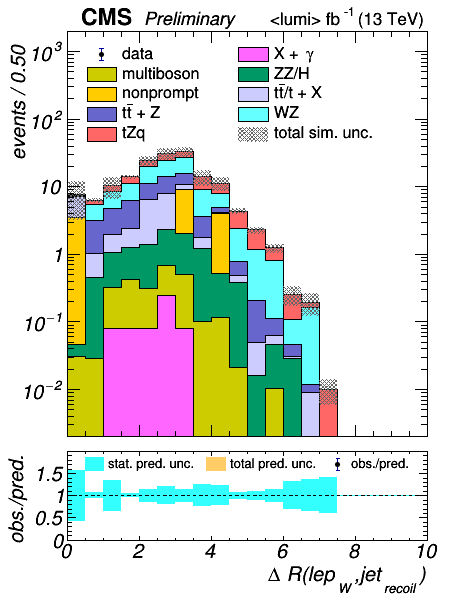 CMS Preliminary <lumi> fb⁻¹ (13 TeV)
events / 0.50
10³
10²
10
1
10⁻¹
10⁻²
data
multiboson
nonprompt
tt̄ + Z
tZq
X + γ
ZZ/H
tt̄/t + X
WZ
total sim. unc.
obs./pred.
1.5
1
0.5
0
stat. pred. unc. total pred. unc. obs./pred.
0 2 4 6 8 10
Δ R(lep_W, jet_recoil)